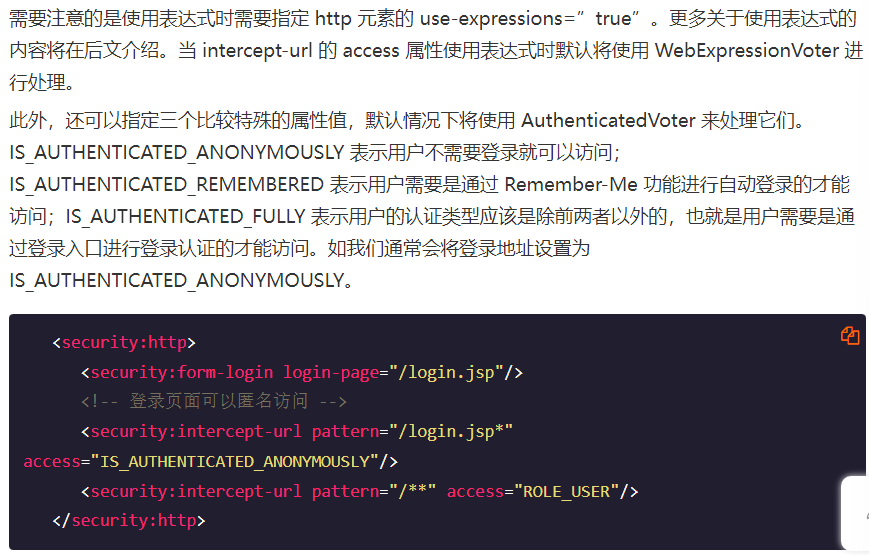 需要注意的是使用表达式时需要指定 http 元素的 use-expressions=”true”。更多关于使用表达式的
内容将在后文介绍。当 intercept-url 的 access 属性使用表达式时默认将使用 WebExpressionVoter 进
行处理。
此外，还可以指定三个比较特殊的属性值，默认情况下将使用 AuthenticatedVoter 来处理它们。
IS_AUTHENTICATED_ANONYMOUSLY 表示用户不需要登录就可以访问；
IS_AUTHENTICATED_REMEMBERED 表示用户需要是通过 Remember-Me 功能进行自动登录的才能
访问；IS_AUTHENTICATED_FULLY 表示用户的认证类型应该是除前两者以外的，也就是用户需要是通
过登录入口进行登录认证的才能访问。如我们通常会将登录地址设置为
IS_AUTHENTICATED_ANONYMOUSLY。
<security:http>
<security:form-login login-page="/login.jsp"/>
<!-- 登录页面可以匿名访问 -->
<security:intercept-url pattern="/login.jsp*"
access="IS_AUTHENTICATED_ANONYMOUSLY"/>
<security:intercept-url pattern="/**" access="ROLE_USER"/>
</security:http>